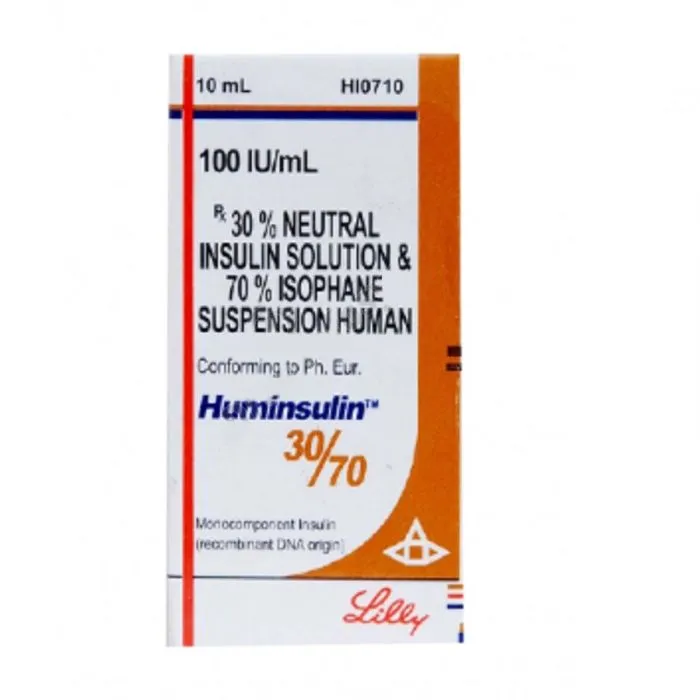 10 mL HI0710
100 IU/mL
℞ 30 % NEUTRAL
INSULIN SOLUTION &
70 % ISOPHANE
SUSPENSION HUMAN
Conforming to Ph. Eur.
Huminsulin™
30/70
Monocomponent Insulin
(recombinant DNA origin)
Lilly